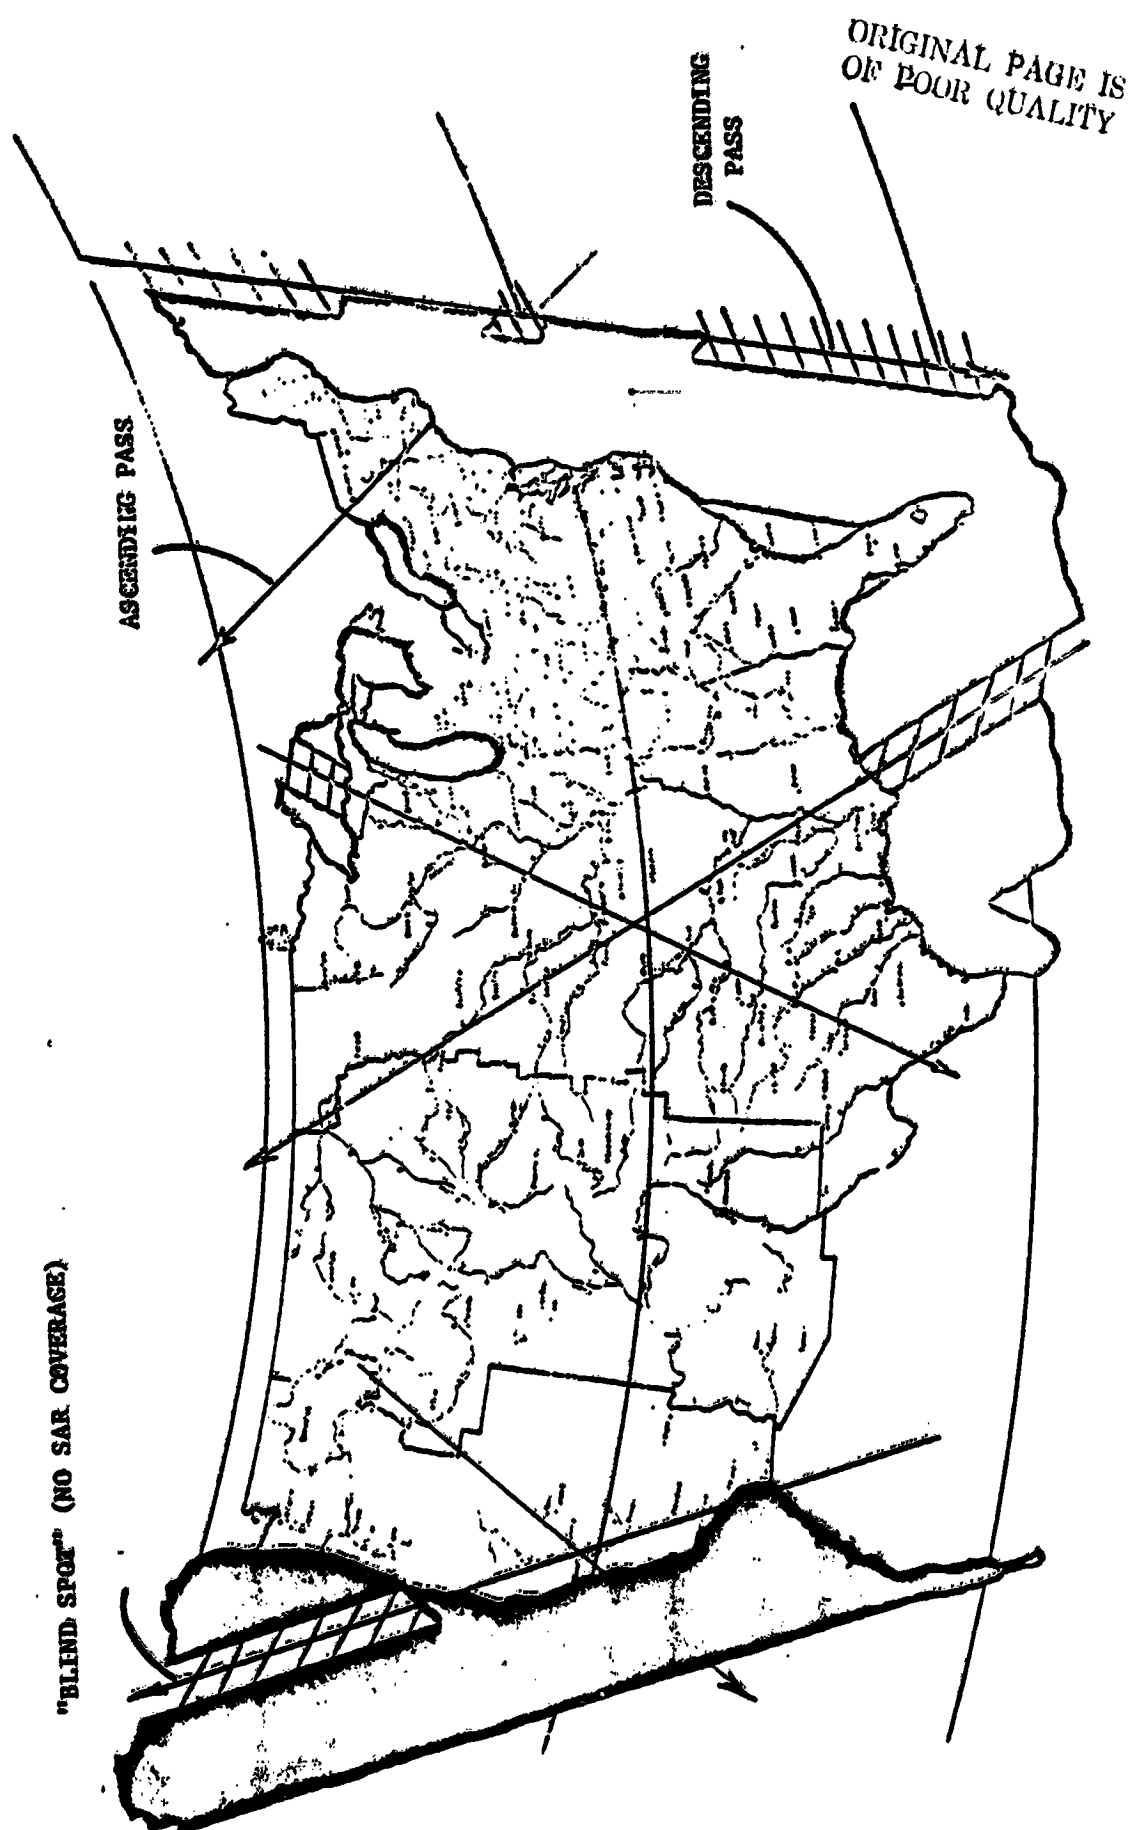 ORIGINAL PAGE IS
OF POOR QUALITY
DESCENDING
PASS
ASCENDING PASS
"BLIND SPOT" (NO SAR COVERAGE)